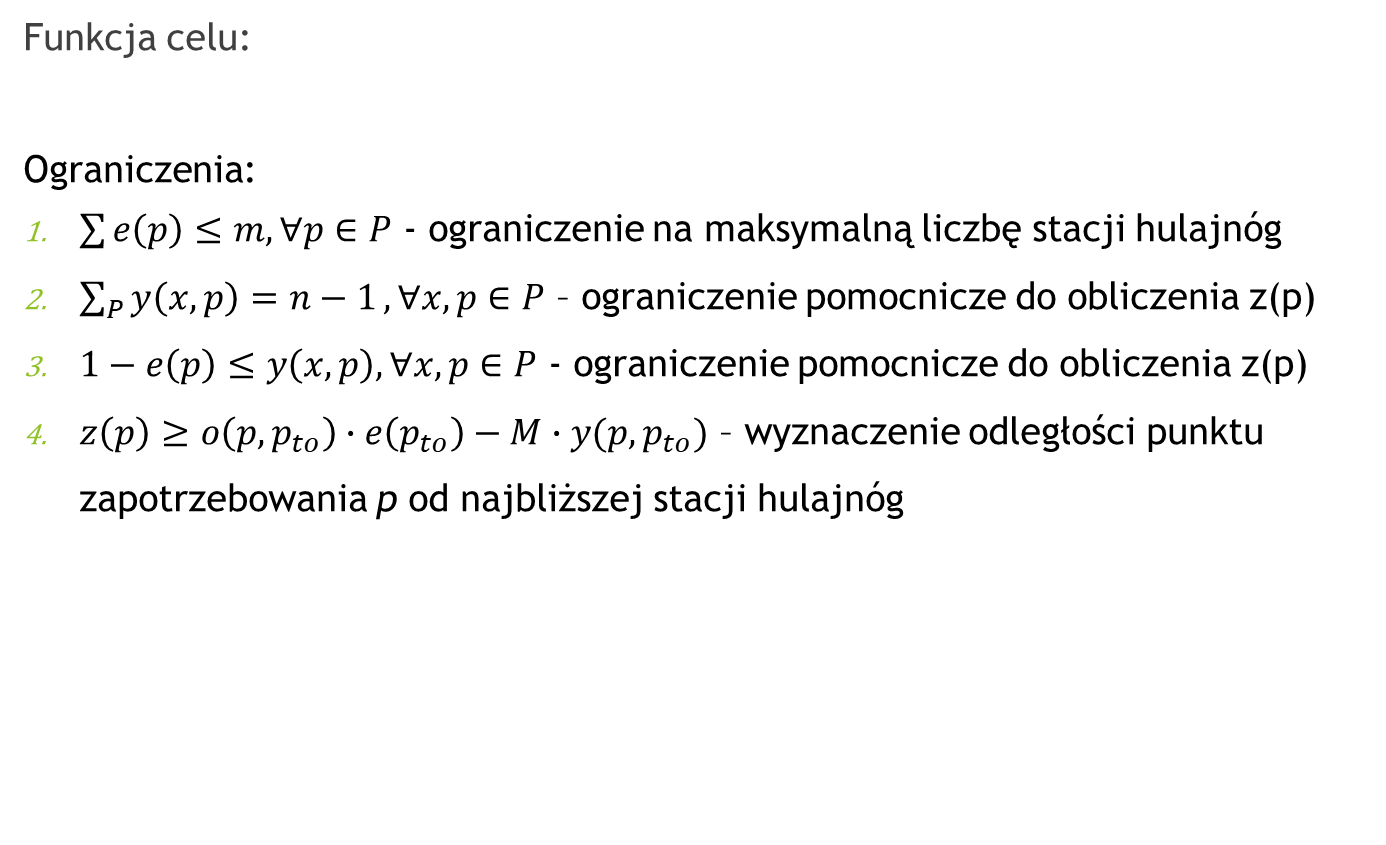 Funkcja celu:
Ograniczenia:
1. ∑ e(p) ≤ m, ∀p ∈ P - ograniczenie na maksymalną liczbę stacji hulajnóg
2. ∑_P y(x, p) = n − 1 , ∀x, p ∈ P – ograniczenie pomocnicze do obliczenia z(p)
3. 1 − e(p) ≤ y(x, p), ∀x, p ∈ P - ograniczenie pomocnicze do obliczenia z(p)
4. z(p) ≥ o(p, p_to) · e(p_to) − M · y(p, p_to) – wyznaczenie odległości punktu
zapotrzebowania p od najbliższej stacji hulajnóg